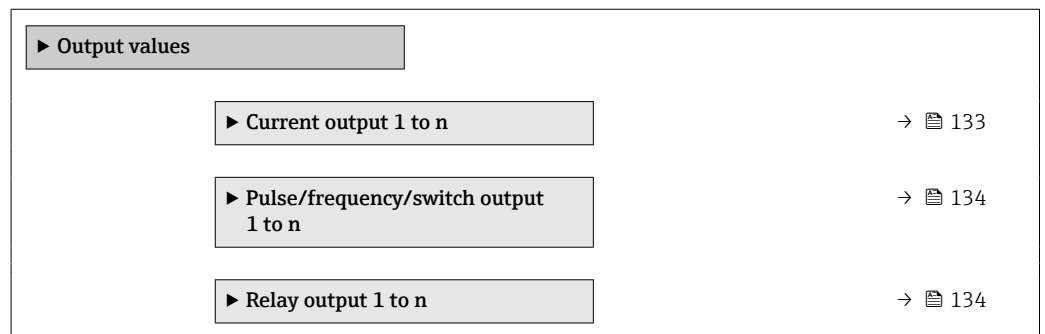 ▶ Output values
▶ Current output 1 to n → 133
▶ Pulse/frequency/switch output
1 to n → 134
▶ Relay output 1 to n → 134